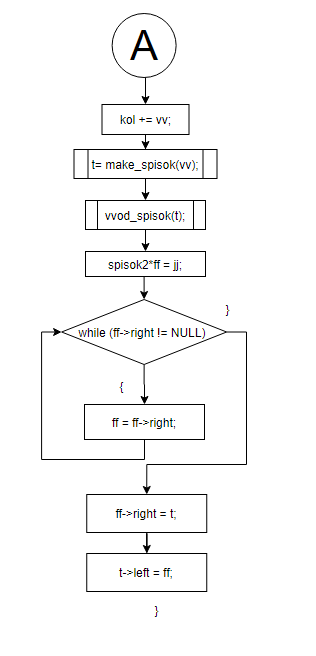 A
kol += vv;
t= make_spisok(vv);
vvod_spisok(t);
spisok2*ff = jj;
}
while (ff->right != NULL)
{
ff = ff->right;
ff->right = t;
t->left = ff;
}